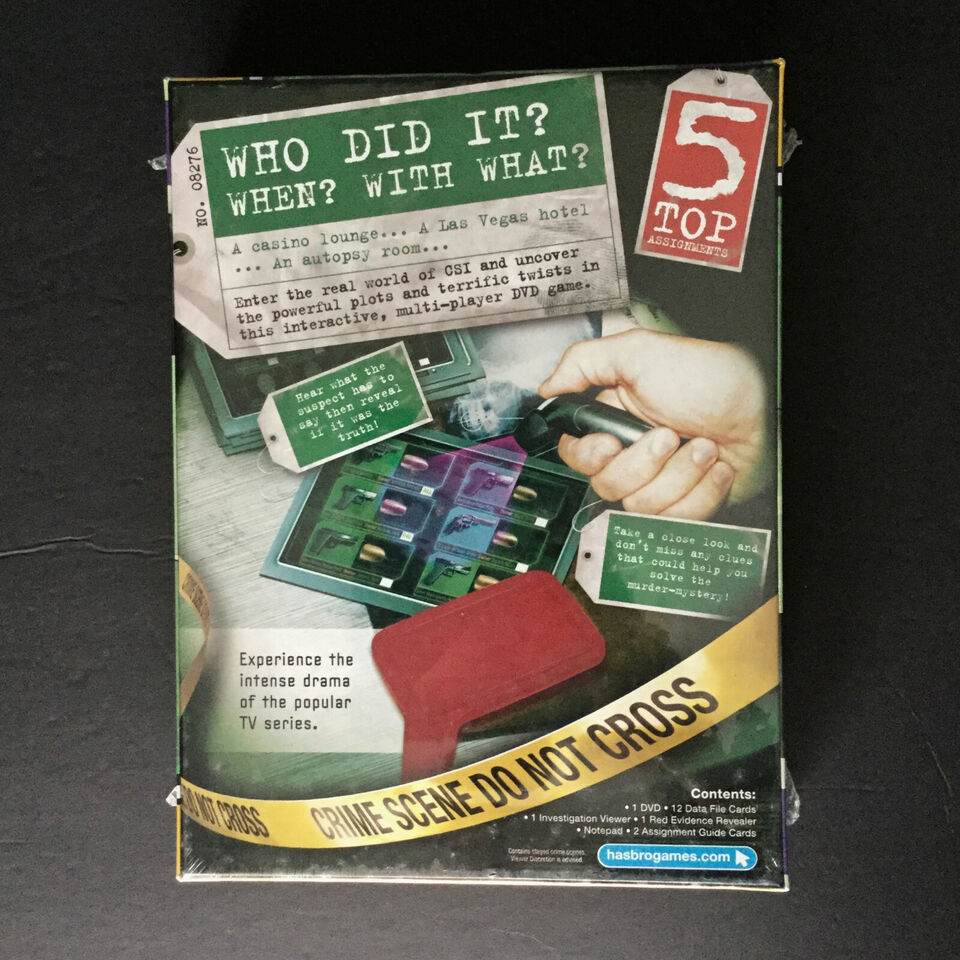 NO. 08276
WHO DID IT?
WHEN? WITH WHAT?
A casino lounge... A Las Vegas hotel
... An autopsy room...
Enter the real world of CSI and uncover
the powerful plots and terrific twists in
this interactive, multi-player DVD game.
5
TOP
ASSIGNMENTS
Hear what the
suspect has to
say then reveal
if it was the
truth!
Take a close look and
don't miss any clues
that could help you
solve the
murder-mystery!
Experience the
intense drama
of the popular
TV series.
DO NOT CROSS
CRIME SCENE DO NOT CROSS
Contents:
• 1 DVD • 12 Data File Cards
• 1 Investigation Viewer • 1 Red Evidence Revealer
• Notepad • 2 Assignment Guide Cards
Contains staged crime scenes.
Viewer Discretion is advised.
hasbrogames.com